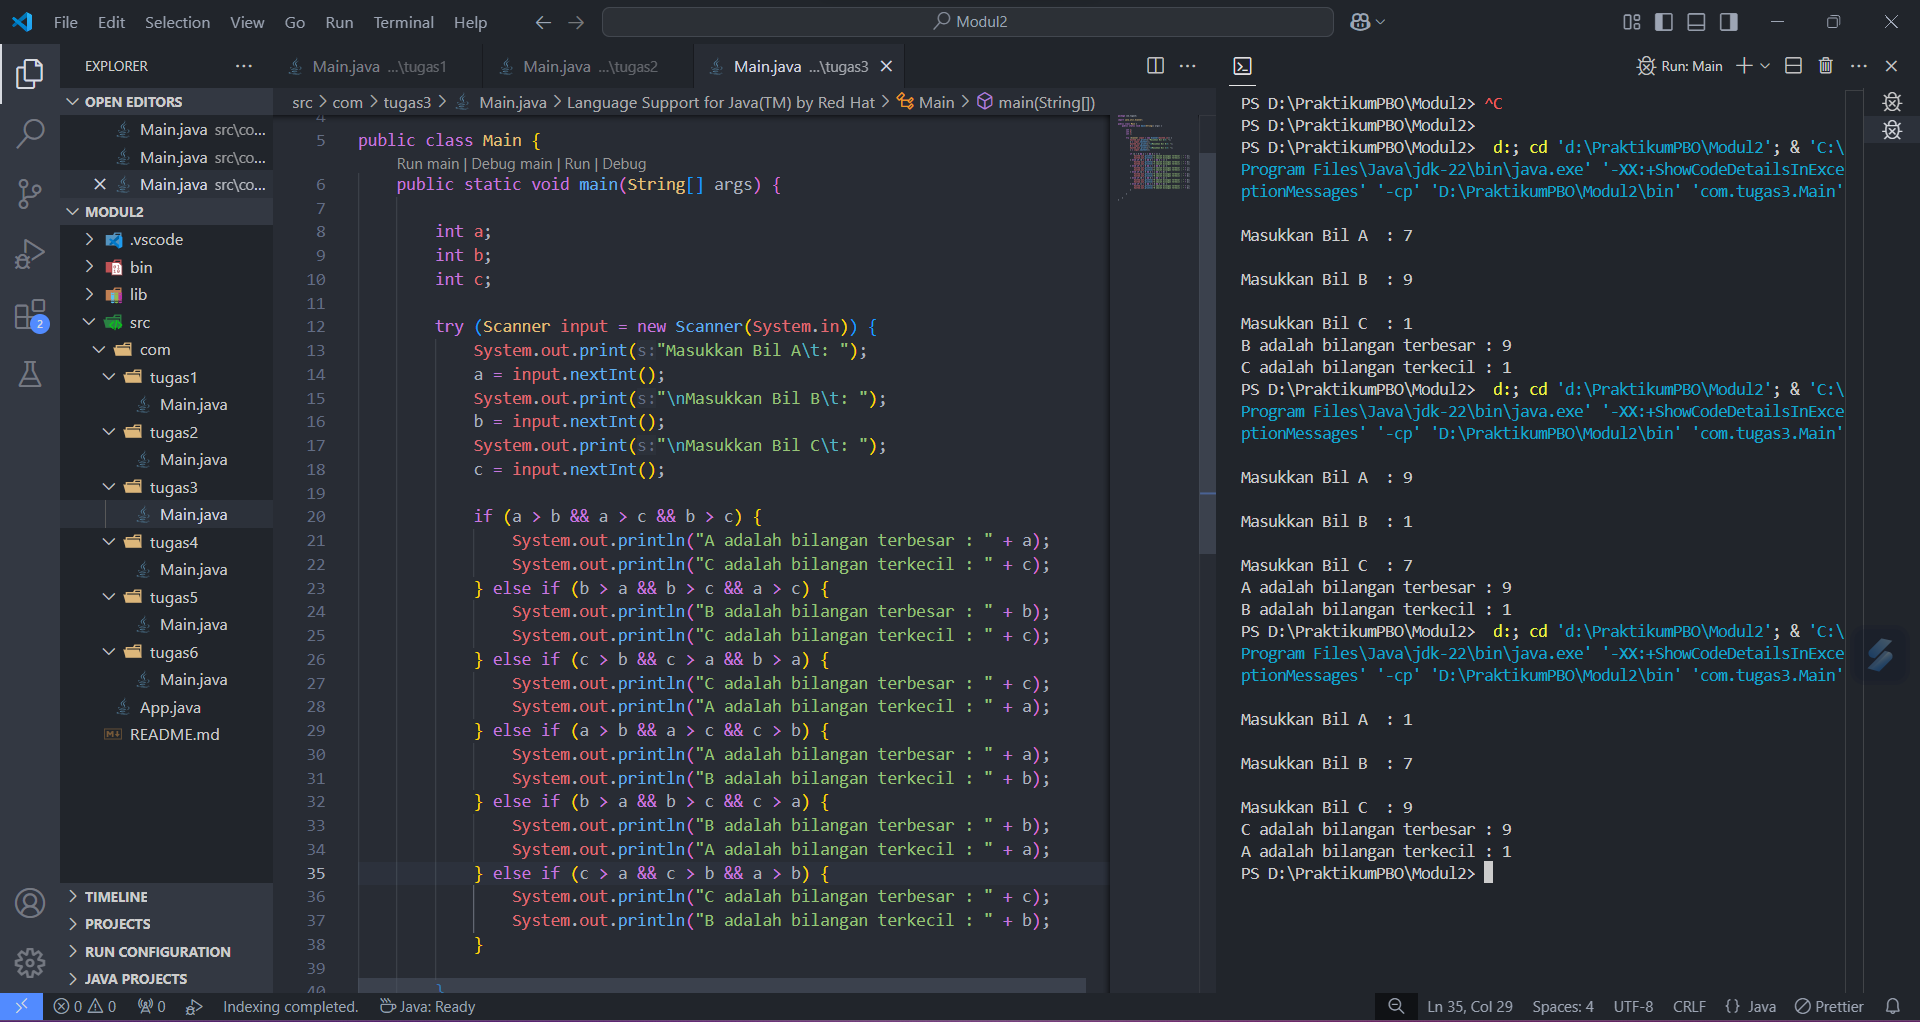 File Edit Selection View Go Run Terminal Help
Modul2
EXPLORER
OPEN EDITORS
Main.java src\co...
Main.java src\co...
Main.java src\co...
MODUL2
.vscode
bin
lib
src
com
tugas1
Main.java
tugas2
Main.java
tugas3
Main.java
tugas4
Main.java
tugas5
Main.java
tugas6
Main.java
App.java
README.md
TIMELINE
PROJECTS
RUN CONFIGURATION
JAVA PROJECTS
2
Main.java ...\tugas1
Main.java ...\tugas2
Main.java ...\tugas3
src > com > tugas3 > Main.java > Language Support for Java(TM) by Red Hat > Main > main(String[])
4
5 public class Main {
Run main | Debug main | Run | Debug
6 public static void main(String[] args) {
7
8 int a;
9 int b;
10 int c;
11
12 try (Scanner input = new Scanner(System.in)) {
13 System.out.print(s:"Masukkan Bil A\t: ");
14 a = input.nextInt();
15 System.out.print(s:"\nMasukkan Bil B\t: ");
16 b = input.nextInt();
17 System.out.print(s:"\nMasukkan Bil C\t: ");
18 c = input.nextInt();
19
20 if (a > b && a > c && b > c) {
21 System.out.println("A adalah bilangan terbesar : " + a);
22 System.out.println("C adalah bilangan terkecil : " + c);
23 } else if (b > a && b > c && a > c) {
24 System.out.println("B adalah bilangan terbesar : " + b);
25 System.out.println("C adalah bilangan terkecil : " + c);
26 } else if (c > b && c > a && b > a) {
27 System.out.println("C adalah bilangan terbesar : " + c);
28 System.out.println("A adalah bilangan terkecil : " + a);
29 } else if (a > b && a > c && c > b) {
30 System.out.println("A adalah bilangan terbesar : " + a);
31 System.out.println("B adalah bilangan terkecil : " + b);
32 } else if (b > a && b > c && c > a) {
33 System.out.println("B adalah bilangan terbesar : " + b);
34 System.out.println("A adalah bilangan terkecil : " + a);
35 } else if (c > a && c > b && a > b) {
36 System.out.println("C adalah bilangan terbesar : " + c);
37 System.out.println("B adalah bilangan terkecil : " + b);
38 }
39
40 }
Run: Main
PS D:\PraktikumPBO\Modul2> ^C
PS D:\PraktikumPBO\Modul2>
PS D:\PraktikumPBO\Modul2> d:; cd 'd:\PraktikumPBO\Modul2'; & 'C:\
Program Files\Java\jdk-22\bin\java.exe' '-XX:+ShowCodeDetailsInExce
ptionMessages' '-cp' 'D:\PraktikumPBO\Modul2\bin' 'com.tugas3.Main'
Masukkan Bil A : 7
Masukkan Bil B : 9
Masukkan Bil C : 1
B adalah bilangan terbesar : 9
C adalah bilangan terkecil : 1
PS D:\PraktikumPBO\Modul2> d:; cd 'd:\PraktikumPBO\Modul2'; & 'C:\
Program Files\Java\jdk-22\bin\java.exe' '-XX:+ShowCodeDetailsInExce
ptionMessages' '-cp' 'D:\PraktikumPBO\Modul2\bin' 'com.tugas3.Main'
Masukkan Bil A : 9
Masukkan Bil B : 1
Masukkan Bil C : 7
A adalah bilangan terbesar : 9
B adalah bilangan terkecil : 1
PS D:\PraktikumPBO\Modul2> d:; cd 'd:\PraktikumPBO\Modul2'; & 'C:\
Program Files\Java\jdk-22\bin\java.exe' '-XX:+ShowCodeDetailsInExce
ptionMessages' '-cp' 'D:\PraktikumPBO\Modul2\bin' 'com.tugas3.Main'
Masukkan Bil A : 1
Masukkan Bil B : 7
Masukkan Bil C : 9
C adalah bilangan terbesar : 9
A adalah bilangan terkecil : 1
PS D:\PraktikumPBO\Modul2>
0 0 0 Indexing completed. Java: Ready
Ln 35, Col 29 Spaces: 4 UTF-8 CRLF {} Java Prettier